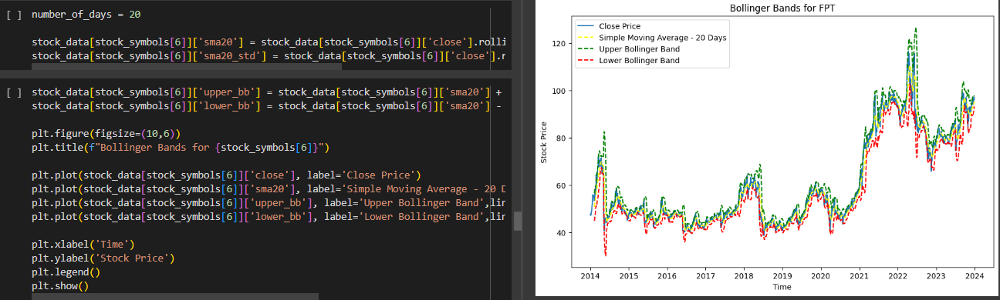 [ ] number_of_days = 20
stock_data[stock_symbols[6]]['sma20'] = stock_data[stock_symbols[6]]['close'].rolli
stock_data[stock_symbols[6]]['sma20_std'] = stock_data[stock_symbols[6]]['close'].r
[ ] stock_data[stock_symbols[6]]['upper_bb'] = stock_data[stock_symbols[6]]['sma20'] +
stock_data[stock_symbols[6]]['lower_bb'] = stock_data[stock_symbols[6]]['sma20'] -
plt.figure(figsize=(10,6))
plt.title(f"Bollinger Bands for {stock_symbols[6]}")
plt.plot(stock_data[stock_symbols[6]]['close'], label='Close Price')
plt.plot(stock_data[stock_symbols[6]]['sma20'], label='Simple Moving Average - 20 D
plt.plot(stock_data[stock_symbols[6]]['upper_bb'], label='Upper Bollinger Band',lin
plt.plot(stock_data[stock_symbols[6]]['lower_bb'], label='Lower Bollinger Band',lin
plt.xlabel('Time')
plt.ylabel('Stock Price')
plt.legend()
plt.show()
Bollinger Bands for FPT
Close Price
Simple Moving Average - 20 Days
Upper Bollinger Band
Lower Bollinger Band
120
100
80
60
40
Stock Price
2014 2015 2016 2017 2018 2019 2020 2021 2022 2023 2024
Time